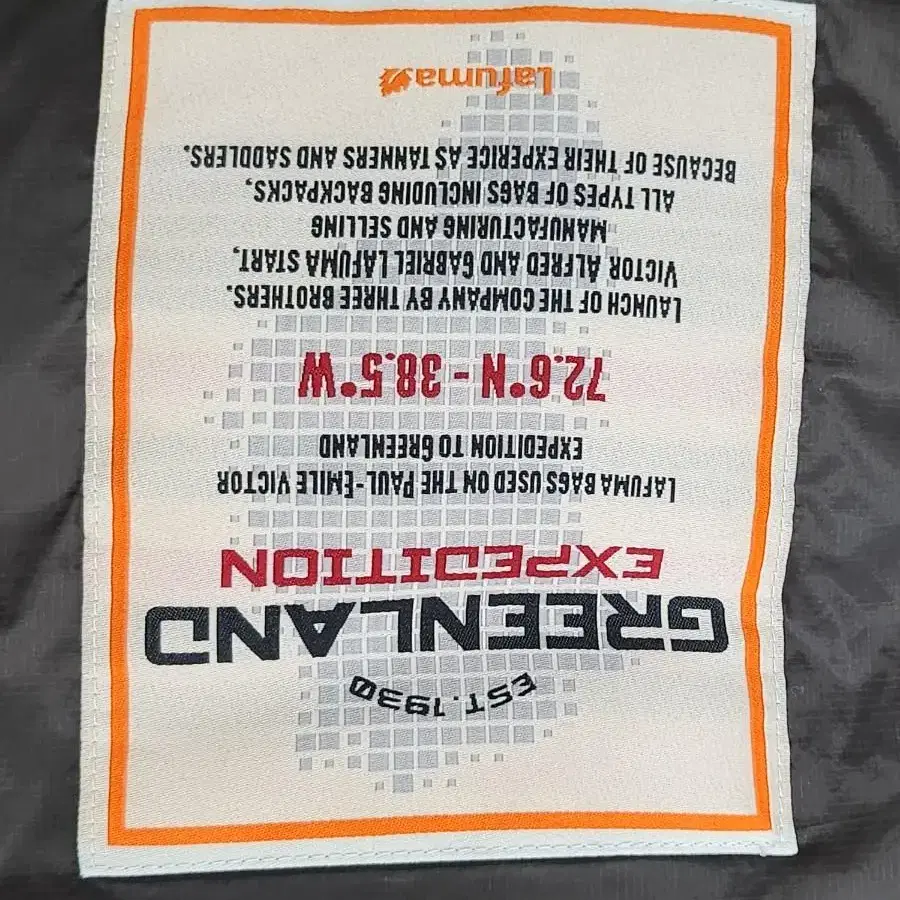 EST.1930
GREENLAND
EXPEDITION
LAFUMA BAGS USED ON THE PAUL-EMILE VICTOR
EXPEDITION TO GREENLAND
72.6°N - 38.5°W
LAUNCH OF THE COMPANY BY THREE BROTHERS.
VICTOR ALFRED AND GABRIEL LAFUMA START.
MANUFACTURING AND SELLING
ALL TYPES OF BAGS INCLUDING BACKPACKS,
BECAUSE OF THEIR EXPERICE AS TANNERS AND SADDLERS.
Lafuma